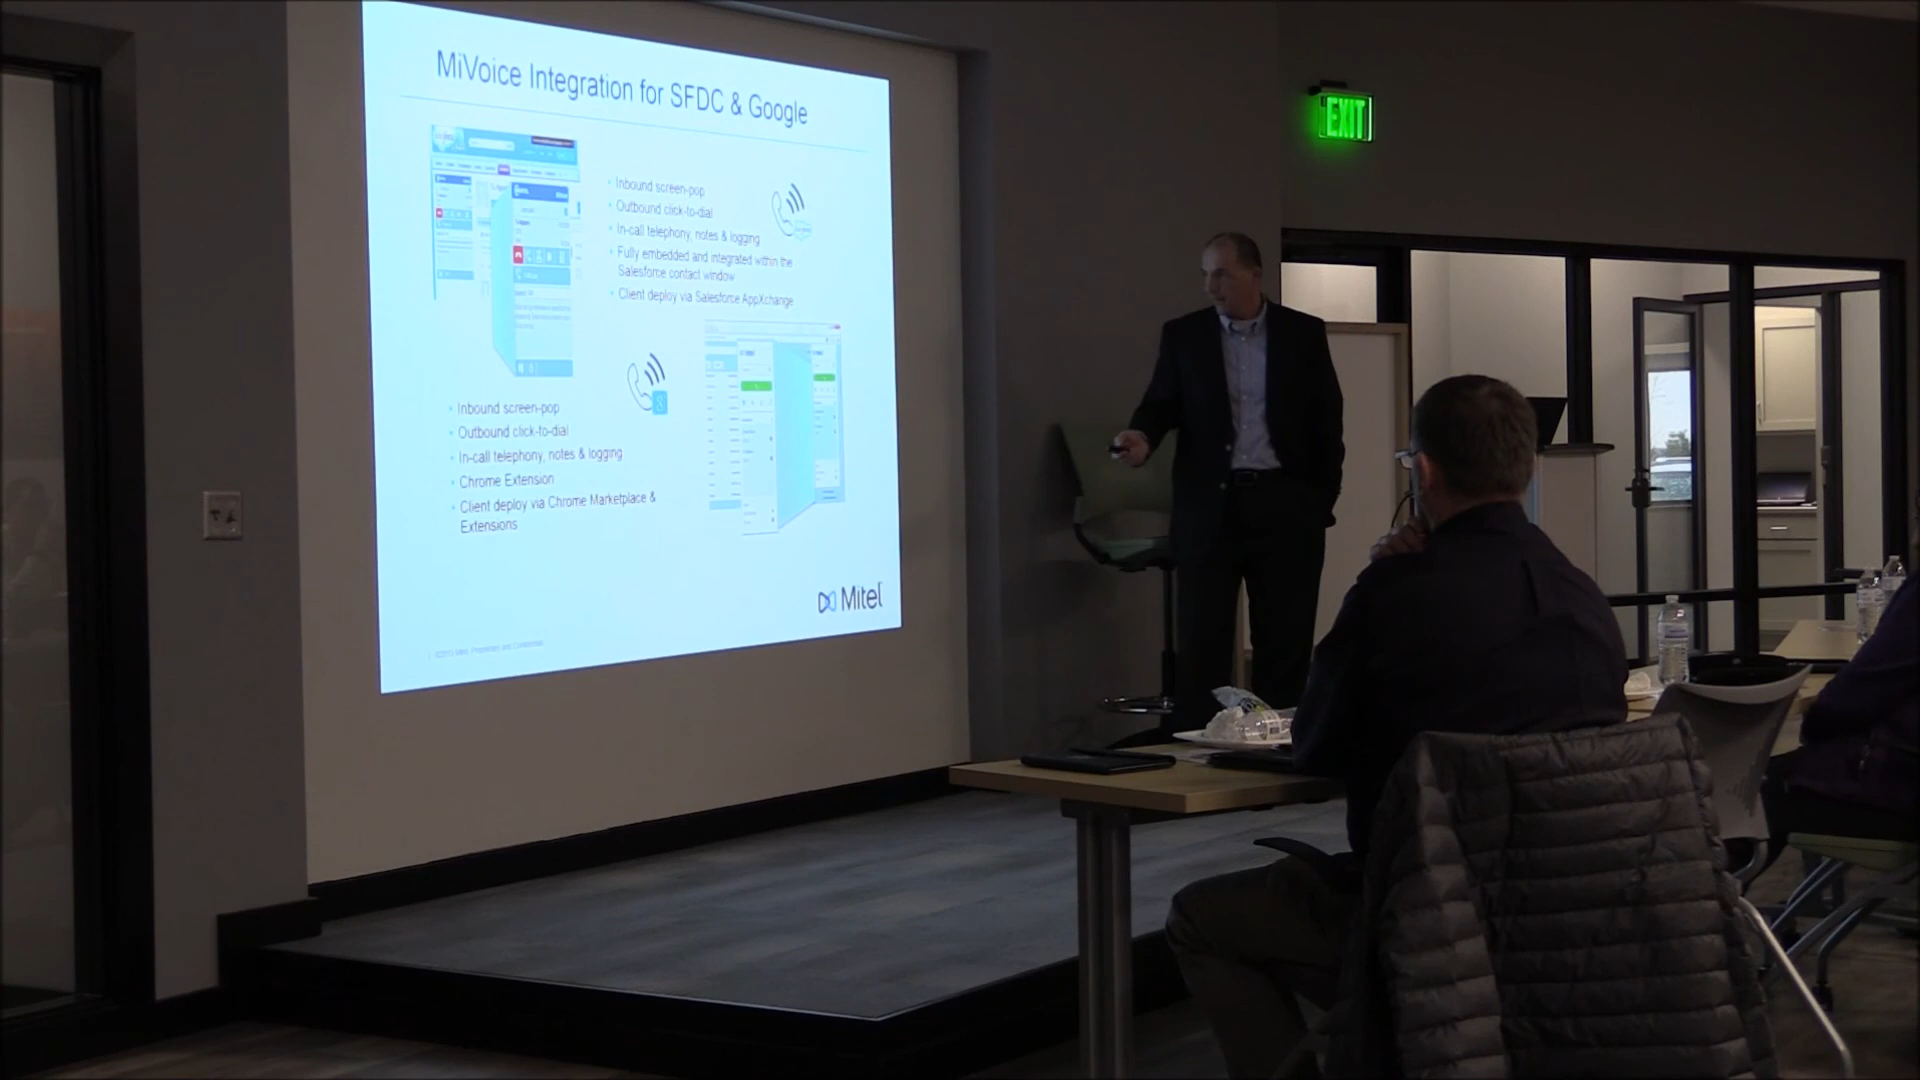 MiVoice Integration for SFDC & Google
• Inbound screen-pop
• Outbound click-to-dial
• In-call telephony, notes & logging
• Fully embedded and integrated within the
Salesforce contact window
• Client deploy via Salesforce AppXchange
• Inbound screen-pop
• Outbound click-to-dial
• In-call telephony, notes & logging
• Chrome Extension
• Client deploy via Chrome Marketplace &
Extensions
Mitel
EXIT